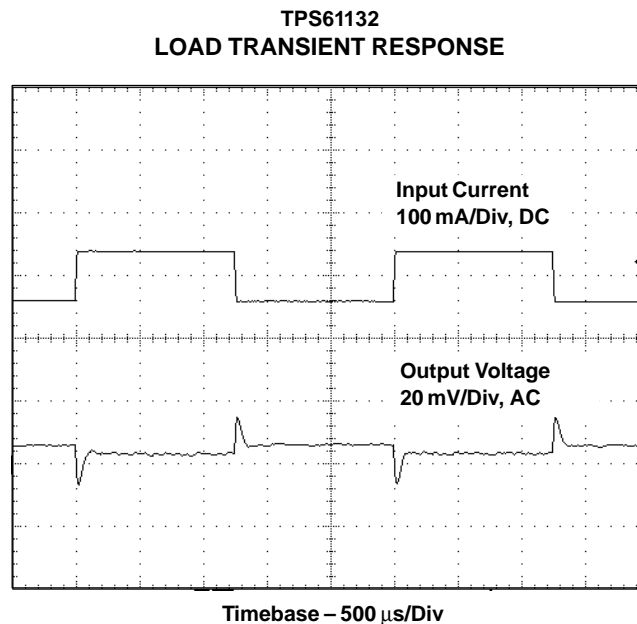 TPS61132
LOAD TRANSIENT RESPONSE
Input Current
100 mA/Div, DC
Output Voltage
20 mV/Div, AC
Timebase – 500 μs/Div